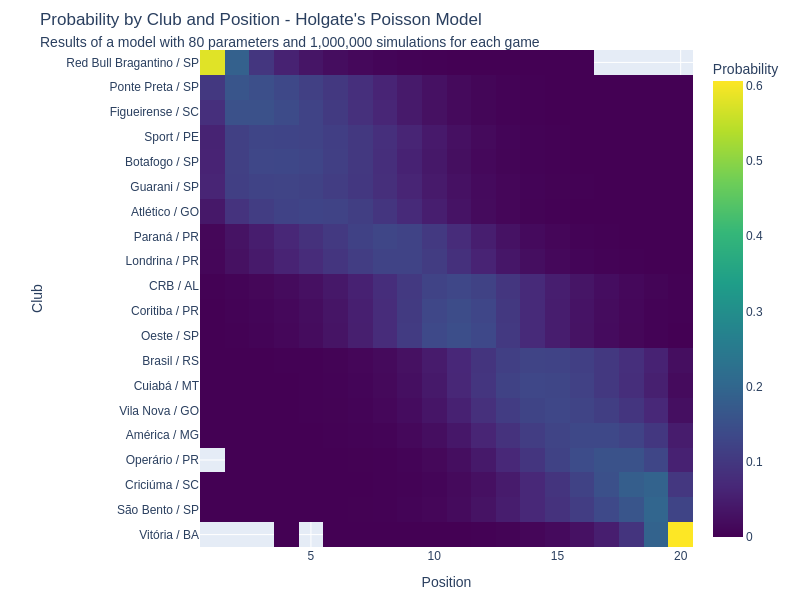 Probability by Club and Position - Holgate's Poisson Model
Results of a model with 80 parameters and 1,000,000 simulations for each game
Probability
Red Bull Bragantino / SP
Ponte Preta / SP
Figueirense / SC
Sport / PE
Botafogo / SP
Guarani / SP
Atlético / GO
Paraná / PR
Londrina / PR
CRB / AL
Coritiba / PR
Oeste / SP
Brasil / RS
Cuiabá / MT
Vila Nova / GO
América / MG
Operário / PR
Criciúma / SC
São Bento / SP
Vitória / BA
Club
5
10
15
20
Position
0.6
0.5
0.4
0.3
0.2
0.1
0